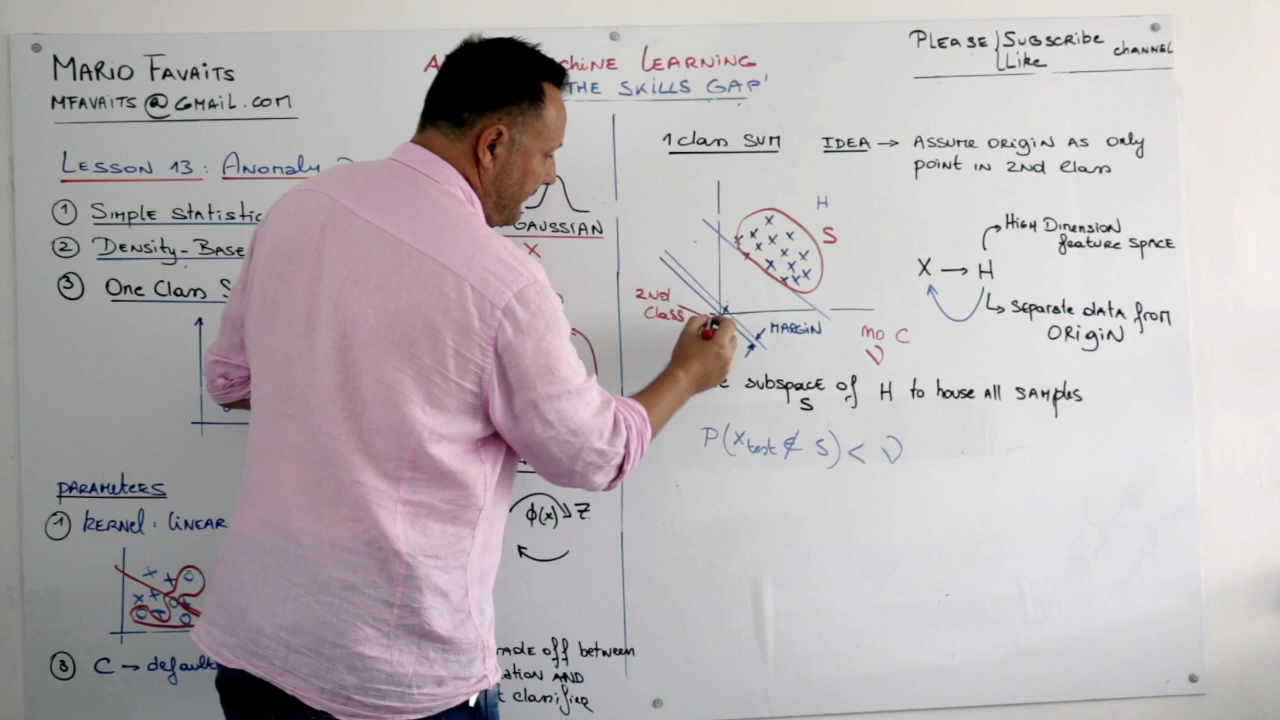 MARIO FAVAITS
MFAVAITS@GMAIL.COM
LEARNING
THE SKILLS GAP'
PLEASE SUBSCRIBE
LIKE
CHANNEL
LESSON 13: ANOMALY
① SIMPLE STATISTIC
② DENSITY-BASE
③ ONE CLASS S
GAUSSIAN
X
PARAMETERS
① KERNEL: LINEAR
φ(x) Z
③ C → default
ADE OFF between
ATION AND
t classifier
1 class SVM IDEA → ASSUME ORIGIN AS ONLY
POINT IN 2ND CLASS
H
S
2ND
CLASS
MARGIN
X → H
HIGH DIMENSION
FEATURE SPACE
SEPARATE DATA FROM
ORIGIN
no C
ν
SUBSPACE OF H TO HOUSE ALL SAMPLES
S
P(Xtest ∉ S) < ν